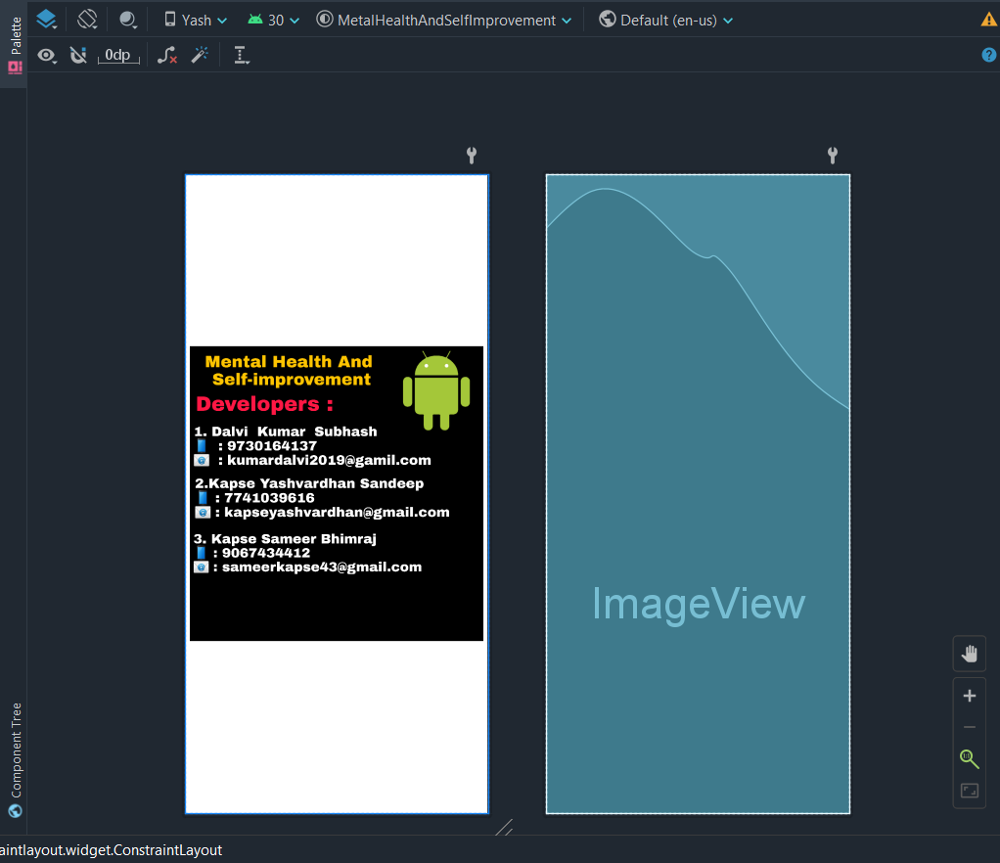 Palette
Yash
30
MetalHealthAndSelfImprovement
Default (en-us)
0dp
Mental Health And
Self-improvement
Developers :
1. Dalvi Kumar Subhash
: 9730164137
: kumardalvi2019@gamil.com
2.Kapse Yashvardhan Sandeep
: 7741039616
: kapseyashvardhan@gmail.com
3. Kapse Sameer Bhimraj
: 9067434412
: sameerkapse43@gmail.com
ImageView
Component Tree
aintlayout.widget.ConstraintLayout